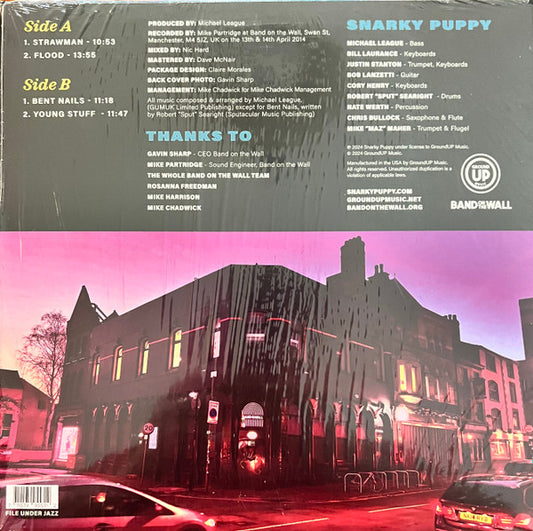 Side A
1. STRAWMAN - 10:53
2. FLOOD - 13:55
Side B
1. BENT NAILS - 11:18
2. YOUNG STUFF - 11:47
PRODUCED BY: Michael League
RECORDED BY: Mike Partridge at Band on the Wall, Swan St,
Manchester, M4 5JZ, UK on the 13th & 14th April 2014
MIXED BY: Nic Hard
MASTERED BY: Dave McNair
PACKAGE DESIGN: Claire Morales
BACK COVER PHOTO: Gavin Sharp
MANAGEMENT: Mike Chadwick for Mike Chadwick Management
All music composed & arranged by Michael League,
(GUMUK Limited Publishing) except for Bent Nails, written
by Robert "Sput" Searight (Sputacular Music Publishing)
THANKS TO
GAVIN SHARP - CEO Band on the Wall
MIKE PARTRIDGE - Sound Engineer, Band on the Wall
THE WHOLE BAND ON THE WALL TEAM
ROSANNA FREEDMAN
MIKE HARRISON
MIKE CHADWICK
SNARKY PUPPY
MICHAEL LEAGUE - Bass
BILL LAURANCE - Keyboards
JUSTIN STANTON - Trumpet, Keyboards
BOB LANZETTI - Guitar
CORY HENRY - Keyboards
ROBERT "SPUT" SEARIGHT - Drums
NATE WERTH - Percussion
CHRIS BULLOCK - Saxophone & Flute
MIKE "MAZ" MAHER - Trumpet & Flugel
℗ 2024 Snarky Puppy under license to GroundUP Music.
© 2024 GroundUP Music.
Manufactured in the USA by GroundUP Music.
All rights reserved. Unauthorized duplication is a
violation of applicable laws.
SNARKYPUPPY.COM
GROUNDUPMUSIC.NET
BANDONTHEWALL.ORG
GROUND
UP
BAND ON THE WALL
20
FILE UNDER JAZZ